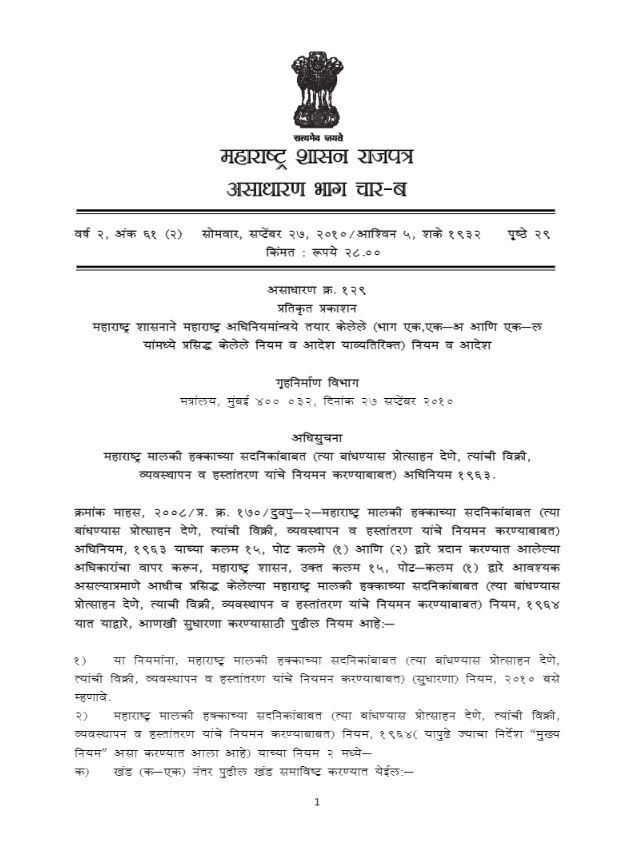 सत्यमेव जयते
महाराष्ट्र शासन राजपत्र
असाधारण भाग चार-ब
वर्ष २, अंक ६१ (२) सोमवार, सप्टेंबर २७, २०१०/आश्विन ५, शके १९३२ पृष्ठे २९
किंमत : रूपये २८.००
असाधारण क्र. १२९
प्रतिकृत प्रकाशन
महाराष्ट्र शासनाने महाराष्ट्र अधिनियमांन्वये तयार केलेले (भाग एक,एक—अ आणि एक—ल
यांमध्ये प्रसिद्ध केलेले नियम व आदेश याव्यतिरिक्त) नियम व आदेश
गृहनिर्माण विभाग
मत्रांलय, मुंबई ४०० ०३२, दिनांक २७ सप्टेंबर २०१०
अधिसुचना
महाराष्ट्र मालकी हक्काच्या सदनिकांबाबत (त्या बांधण्यास प्रोत्साहन देणे, त्यांची विक्री,
व्यवस्थापन व हस्तांतरण यांचे नियमन करण्याबाबत) अधिनियम १९६३.
क्रमांक माहस, २००८/प्र. क्र. १७०/दुवपु—२—महाराष्ट्र मालकी हक्काच्या सदनिकांबाबत (त्या
बांधण्यास प्रोत्साहन देणे, त्यांची विक्री, व्यवस्थापन व हस्तांतरण यांचे नियमन करण्याबाबत)
अधिनियम, १९६३ याच्या कलम १५, पोट कलमे (१) आणि (२) द्वारे प्रदान करण्यात आलेल्या
अधिकारांचा वापर करून, महाराष्ट्र शासन, उक्त कलम १५, पोट—कलम (१) द्वारे आवश्यक
असल्याप्रमाणे आधीच प्रसिद्ध केलेल्या महाराष्ट्र मालकी हक्काच्या सदनिकांबाबत (त्या बांधण्यास
प्रोत्साहन देणे, त्याची विक्री, व्यवस्थापन व हस्तांतरण यांचे नियमन करण्याबाबत) नियम, १९६४
यात याद्वारे, आणखी सुधारणा करण्यासाठी पुढील नियम आहे:—
१) या नियमांना, महाराष्ट्र मालकी हक्काच्या सदनिकांबाबत (त्या बांधण्यास प्रोत्साहन देणे,
त्यांची विक्री, व्यवस्थापन व हस्तांतरण यांचे नियमन करण्याबाबत) (सुधारणा) नियम, २०१० बसे
म्हणावे.
२) महाराष्ट्र मालकी हक्काच्या सदनिकांबाबत (त्या बांधण्यास प्रोत्साहन देणे, त्यांची विक्री,
व्यवस्थापन व हस्तांतरण यांचे नियमन करण्याबाबत) नियम, १९६४( यापुढे ज्याचा निर्देश “मुख्य
नियम” असा करण्यात आला आहे) याच्या नियम २ मध्ये—
क) खंड (क—एक) नंतर पुढील खंड समाविष्ट करण्यात येईल:—
1